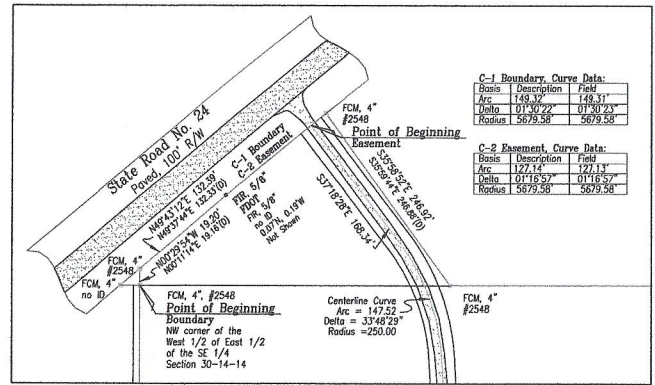 State Road No. 24
Paved, 100' R/W
C-1 Boundary, Curve Data:
Basis Description Field
Arc 149.32' 149.31'
Delta 01°30'22" 01°30'23"
Radius 5679.58' 5679.58'
C-2 Easement, Curve Data:
Basis Description Field
Arc 127.14' 127.13'
Delta 01°16'57" 01°16'57"
Radius 5679.58' 5679.58'
FCM, 4"
#2548
Point of Beginning
Easement
C-1 Boundary
C-2 Easement
N49°43'12"E 132.59'
N49°37'44"E 132.33'(D)
FIR, 5/8"
FDOT
FIR, 5/8"
no ID
0.07'N, 0.19'W
Not Shown
S35°58'52"E 246.92'
S35°59'44"E 246.88'(D)
S37°18'28"E 168.34'
N00°29'54"W 19.20'
N00°11'14"E 19.16'(D)
FCM, 4"
#2548
FCM, 4"
no ID
FCM, 4", #2548
Point of Beginning
Boundary
NW corner of the
West 1/2 of East 1/2
of the SE 1/4
Section 30-14-14
Centerline Curve
Arc = 147.52
Delta = 33°48'29"
Radius =250.00
FCM, 4"
#2548